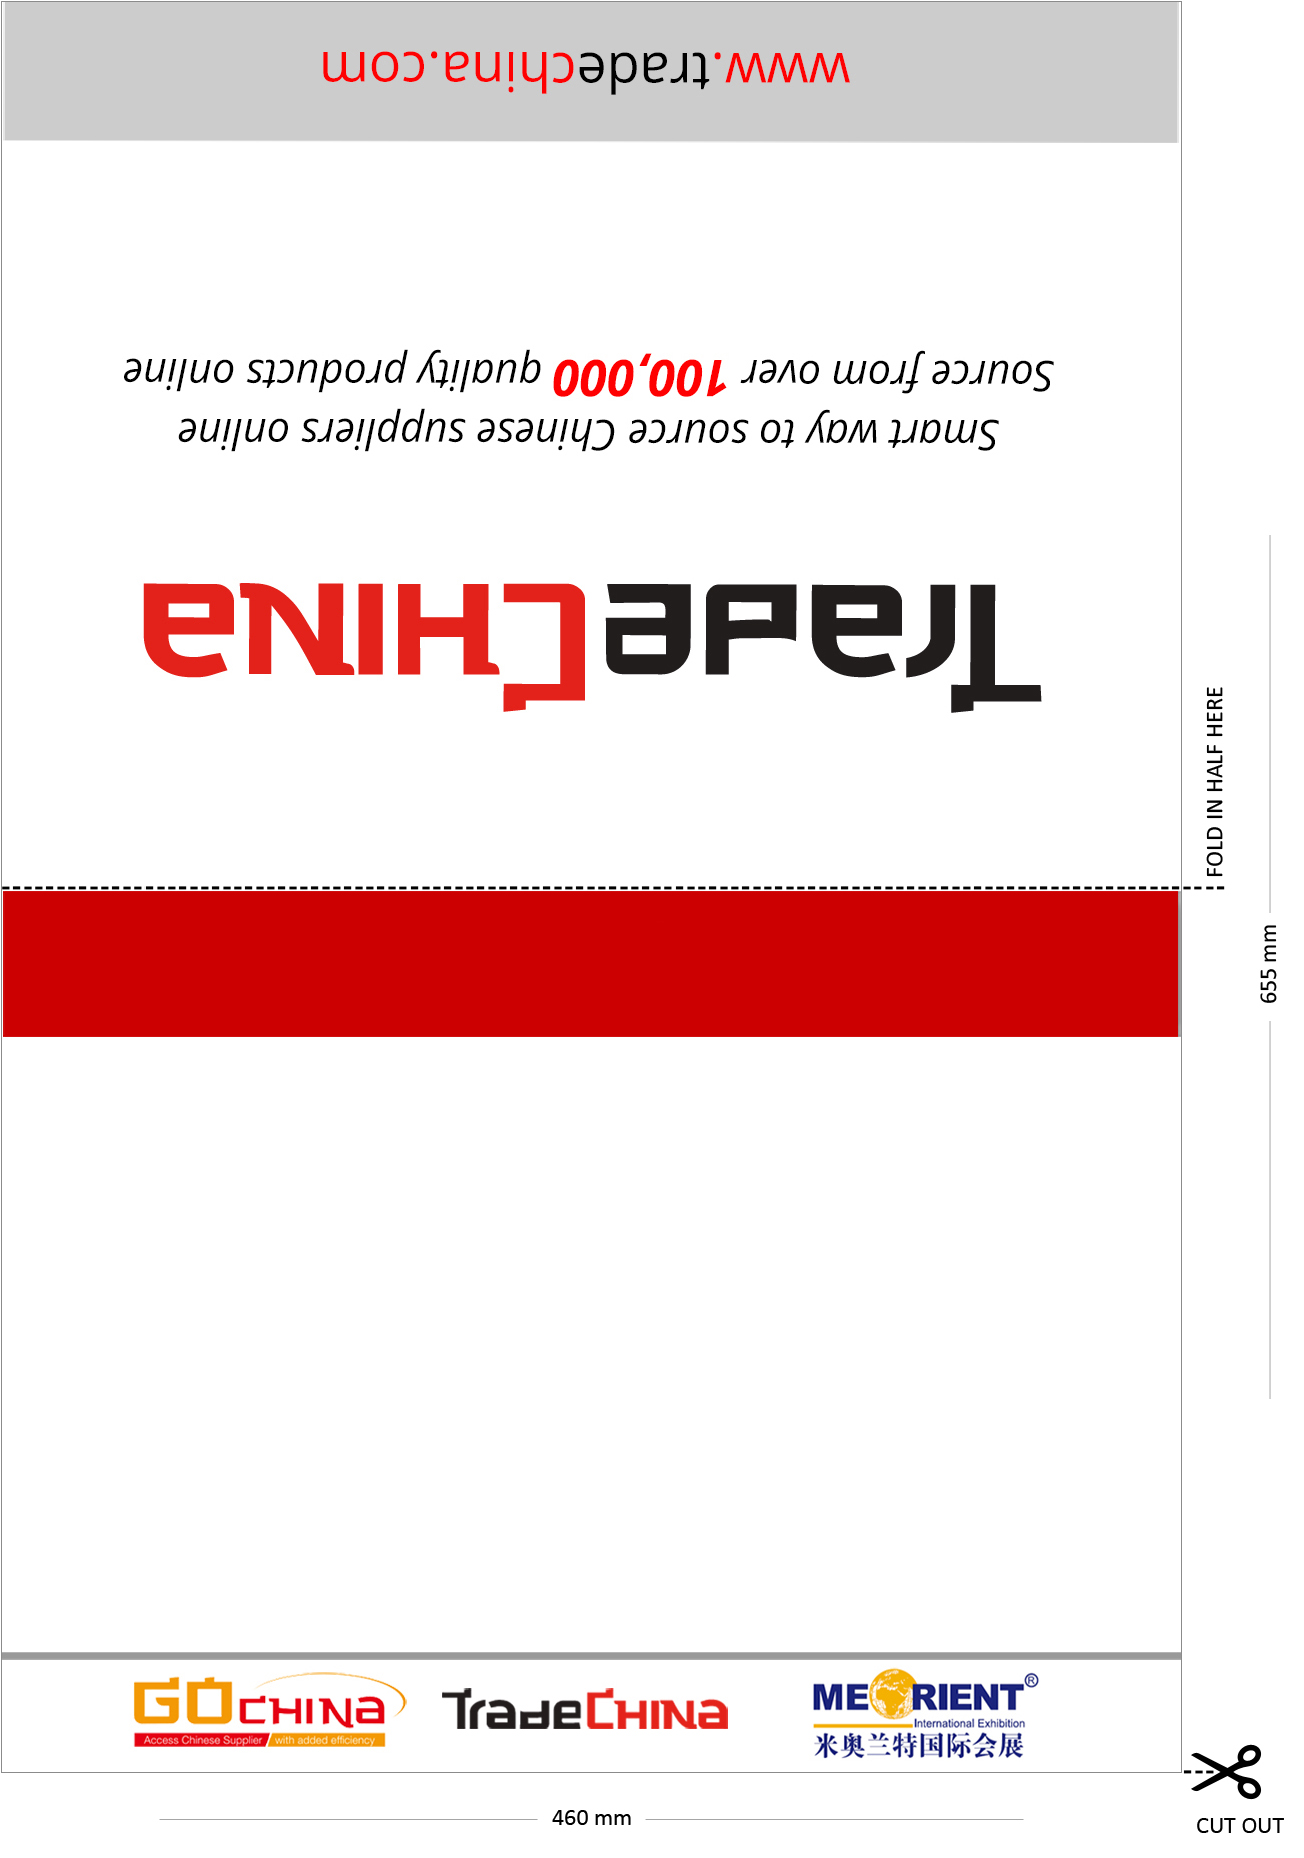 www.tradechina.com
Source from over 100,000 quality products online
Smart way to source Chinese suppliers online
TradeCHINa
FOLD IN HALF HERE
655 mm
GOCHINa
Access Chinese Supplier / with added efficiency
TradeCHINa
MEORIENT®
International Exhibition
米奥兰特国际会展
460 mm
CUT OUT